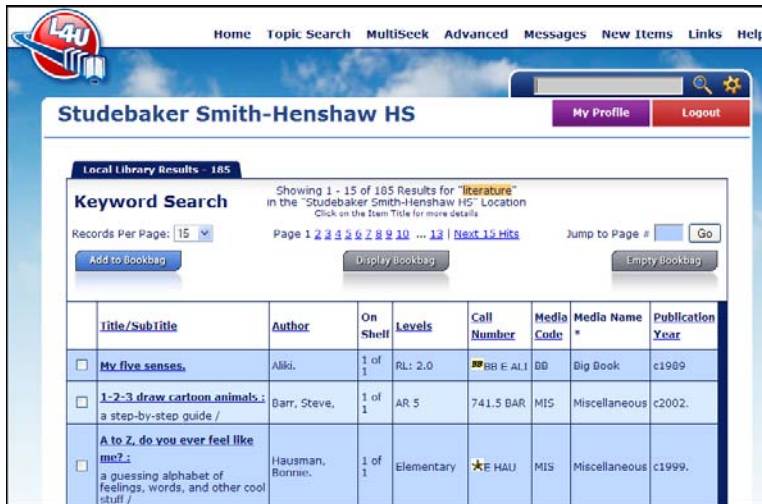 L4U
Home Topic Search MultiSeek Advanced Messages New Items Links Help
Studebaker Smith-Henshaw HS
My Profile Logout
Local Library Results - 185
Keyword Search
Showing 1 - 15 of 185 Results for "literature"
in the "Studebaker Smith-Henshaw HS" Location
Click on the Item Title for more details
Records Per Page: 15 Page 1 2 3 4 5 6 7 8 9 10 ... 13 | Next 15 Hits Jump to Page # Go
Add to Bookbag Display Bookbag Empty Bookbag
Title/SubTitle Author On Shelf Levels Call Number Media Code Media Name * Publication Year
My five senses. Aliki. 1 of 1 RL: 2.0 BB BB E ALI BB Big Book c1989
1-2-3 draw cartoon animals : Barr, Steve, 1 of 1 AR 5 741.5 BAR MIS Miscellaneous c2002.
a step-by-step guide /
A to Z, do you ever feel like
me? :
a guessing alphabet of
feelings, words, and other cool
stuff /
Hausman, Bonnie. 1 of 1 Elementary E HAU MIS Miscellaneous c1999.